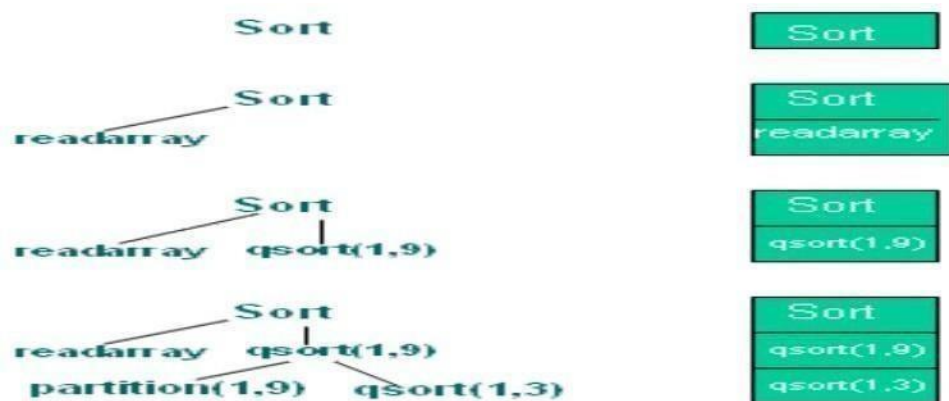 Sort Sort
Sort Sort
readarray readarray
Sort Sort
readarray qsort(1,9) qsort(1,9)
Sort Sort
readarray qsort(1,9) qsort(1,9)
partition(1,9) qsort(1,3) qsort(1,3)